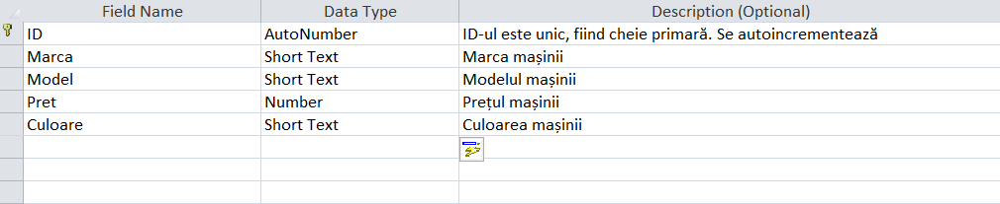 Field Name Data Type Description (Optional)
ID AutoNumber ID-ul este unic, fiind cheie primară. Se autoincrementează
Marca Short Text Marca mașinii
Model Short Text Modelul mașinii
Pret Number Prețul mașinii
Culoare Short Text Culoarea mașinii